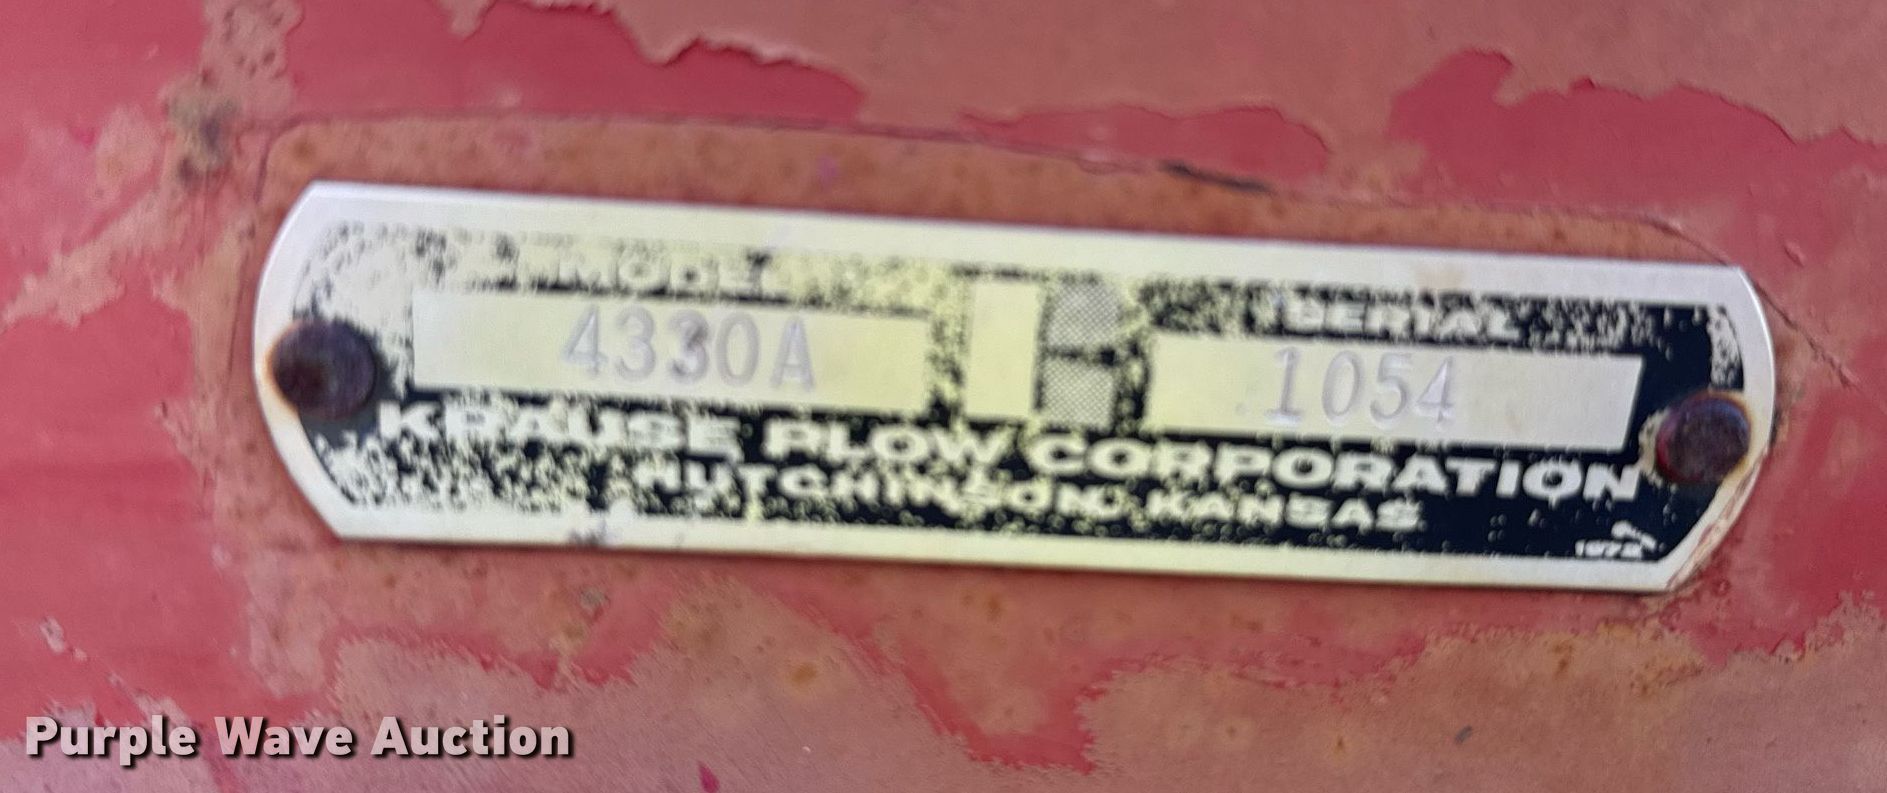 MODEL SERIAL
4330A 1054
KRAUSE PLOW CORPORATION
HUTCHINSON, KANSAS
Purple Wave Auction